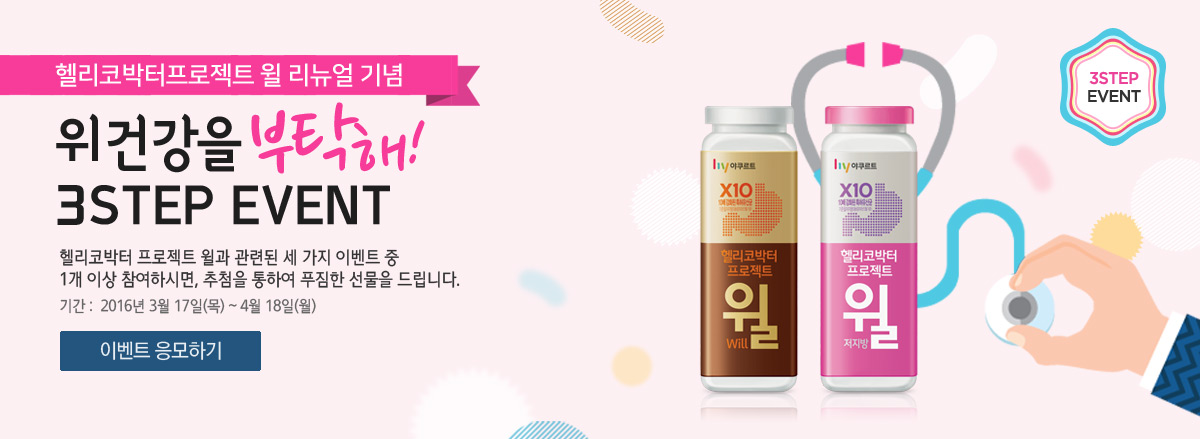 헬리코박터프로젝트 윌 리뉴얼 기념
위건강을 부탁해!
3STEP EVENT
헬리코박터 프로젝트 윌과 관련된 세 가지 이벤트 중
1개 이상 참여하시면, 추첨을 통하여 푸짐한 선물을 드립니다.
기간 : 2016년 3월 17일(목) ~ 4월 18일(월)
이벤트 응모하기
hy 야쿠르트
X10
헬리코박터
프로젝트
윌
Will
hy 야쿠르트
X10
헬리코박터
프로젝트
윌
저지방
3STEP
EVENT